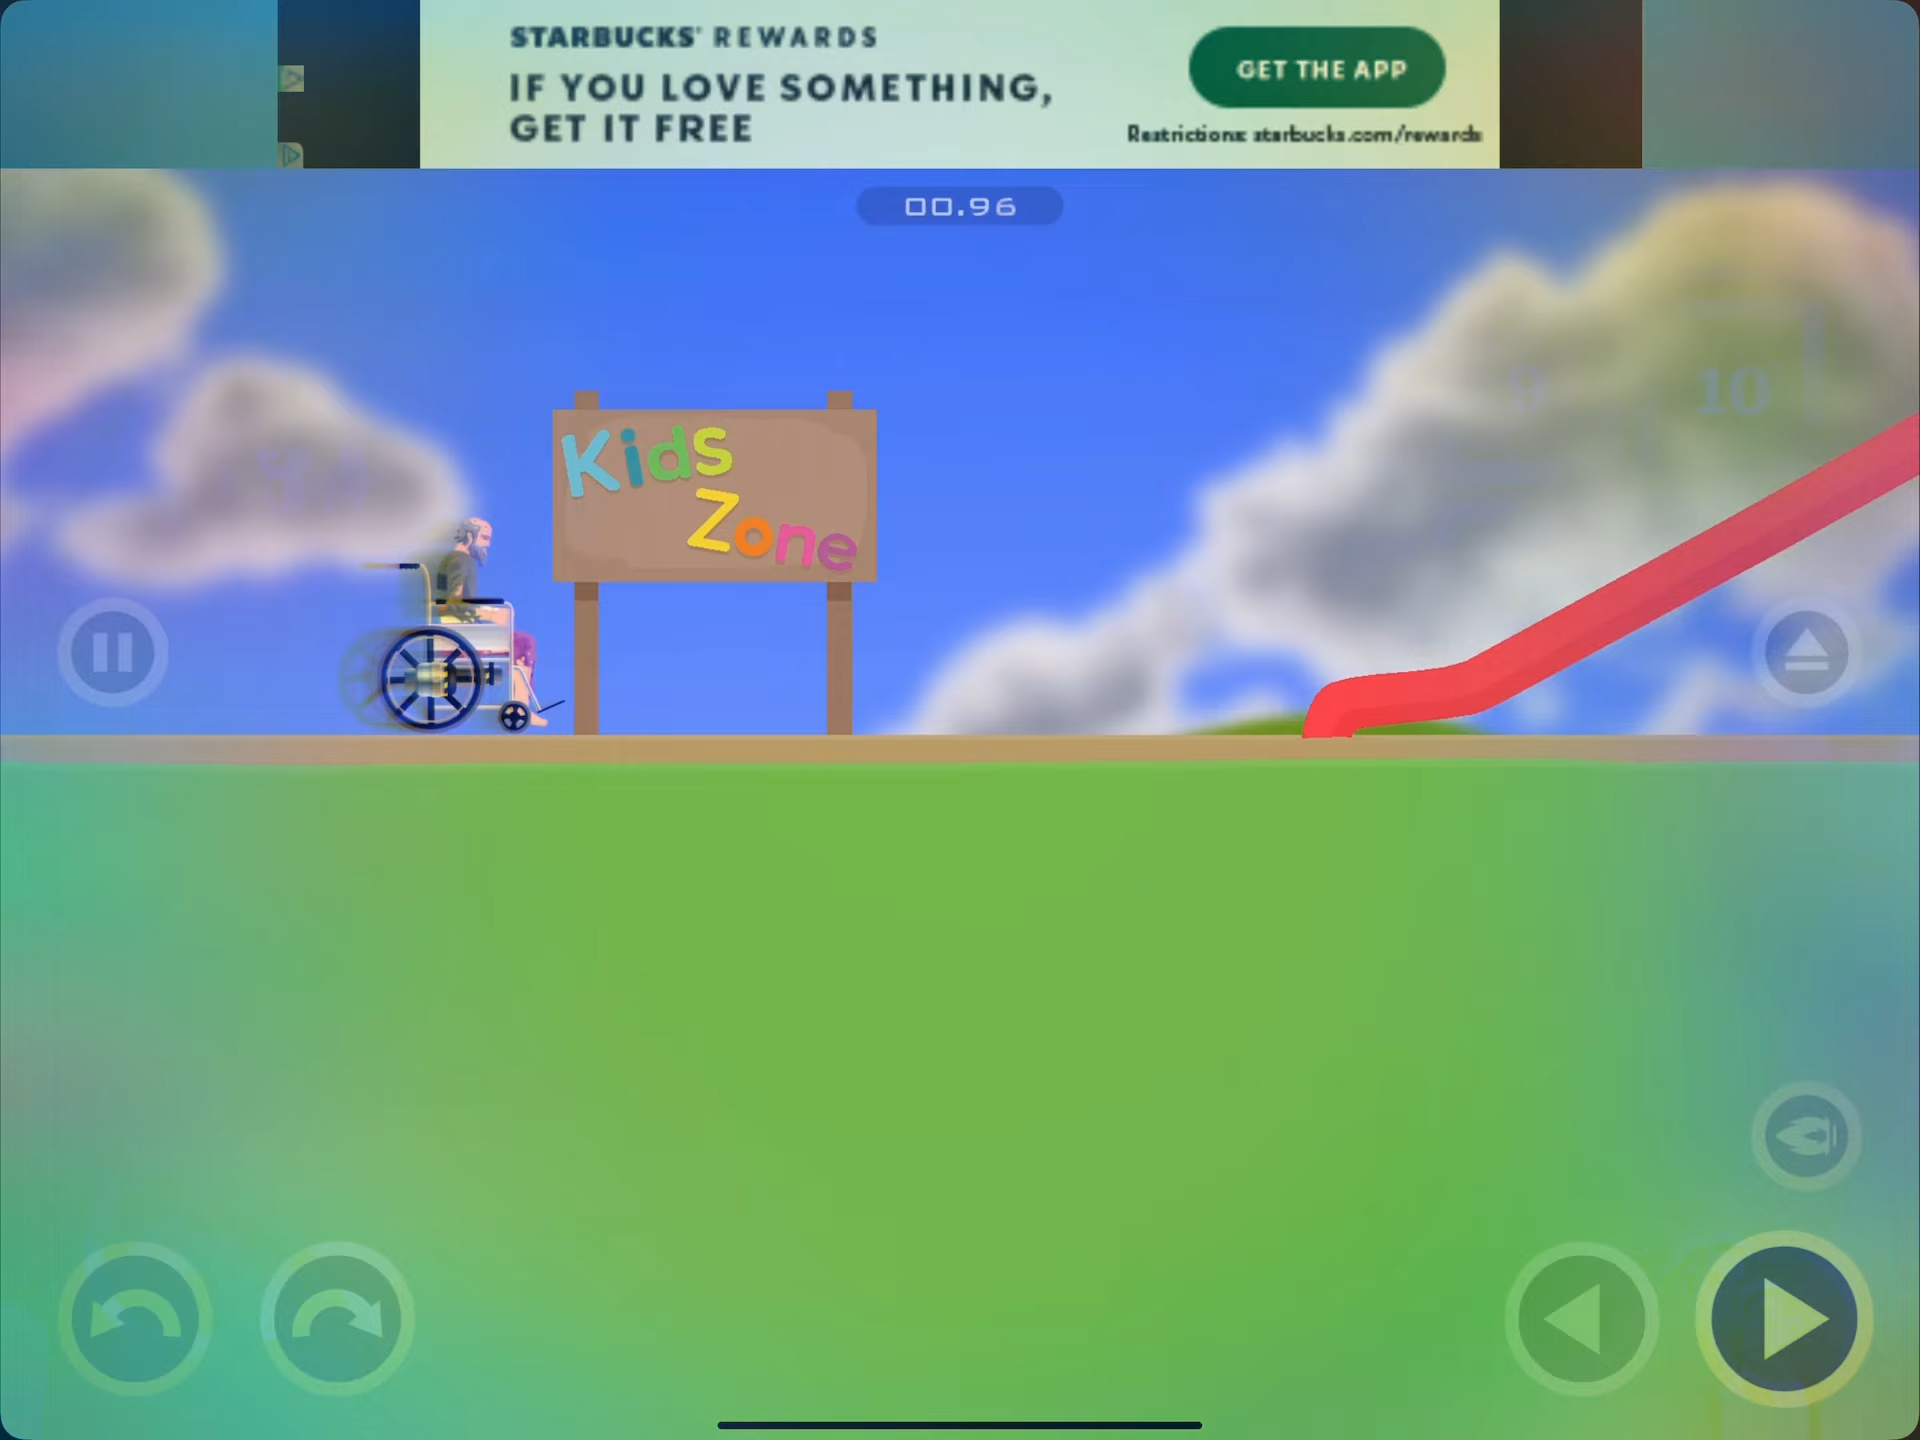 STARBUCKS® REWARDS
IF YOU LOVE SOMETHING,
GET IT FREE
GET THE APP
Restrictions: starbucks.com/rewards
00.96
9 10
Kids
Zone